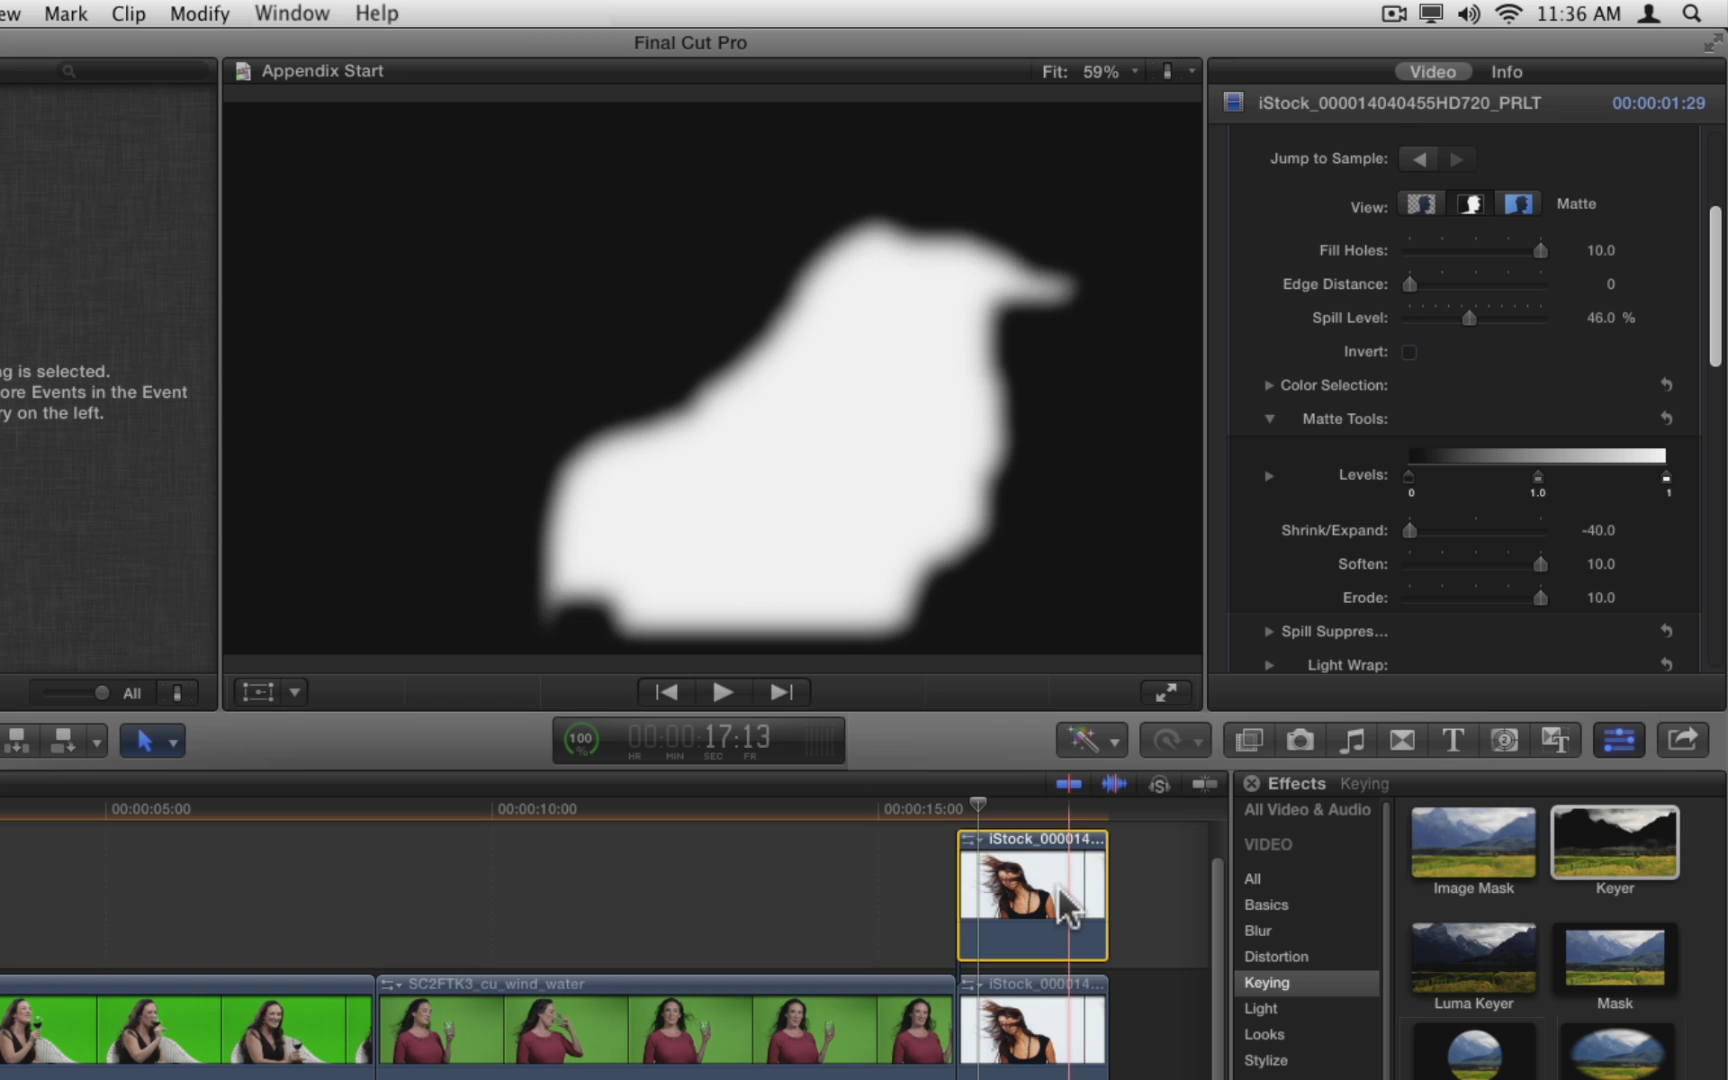 ew Mark Clip Modify Window Help 11:36 AM
Final Cut Pro
Appendix Start Fit: 59%
Video Info
iStock_000014040455HD720_PRLT 00:00:01:29
Jump to Sample:
View: Matte
Fill Holes: 10.0
Edge Distance: 0
Spill Level: 46.0 %
Invert:
Color Selection:
Matte Tools:
Levels:
0 1.0 1
Shrink/Expand: -40.0
Soften: 10.0
Erode: 10.0
Spill Suppres...
Light Wrap:
ng is selected.
ore Events in the Event
ry on the left.
All
100 % 00:00:17:13
HR MIN SEC FR
00:00:05:00 00:00:10:00 00:00:15:00
iStock_000014...
SC2FTK3_cu_wind_water
iStock_000014...
Effects Keying
All Video & Audio
VIDEO
All
Basics
Blur
Distortion
Keying
Light
Looks
Stylize
Image Mask Keyer
Luma Keyer Mask